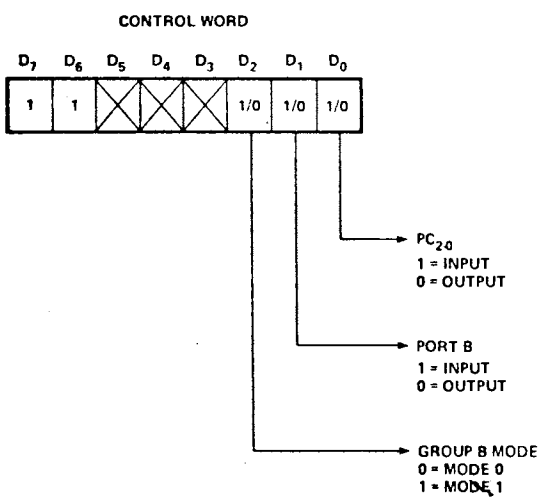 CONTROL WORD
D7 D6 D5 D4 D3 D2 D1 D0
1 1 1/0 1/0 1/0
PC2-0
1 = INPUT
0 = OUTPUT
PORT B
1 = INPUT
0 = OUTPUT
GROUP B MODE
0 = MODE 0
1 = MODE 1